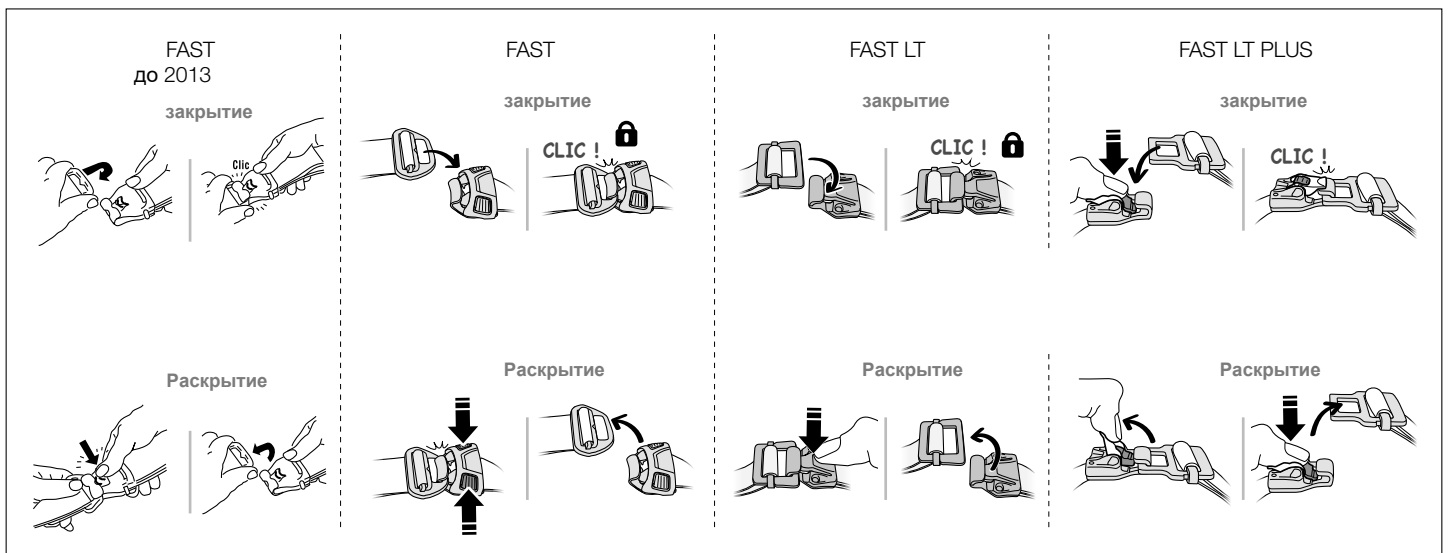 FAST
до 2013
закрытие
Clic
Раскрытие
FAST
закрытие
CLIC !
Раскрытие
FAST LT
закрытие
CLIC !
Раскрытие
FAST LT PLUS
закрытие
CLIC !
Раскрытие